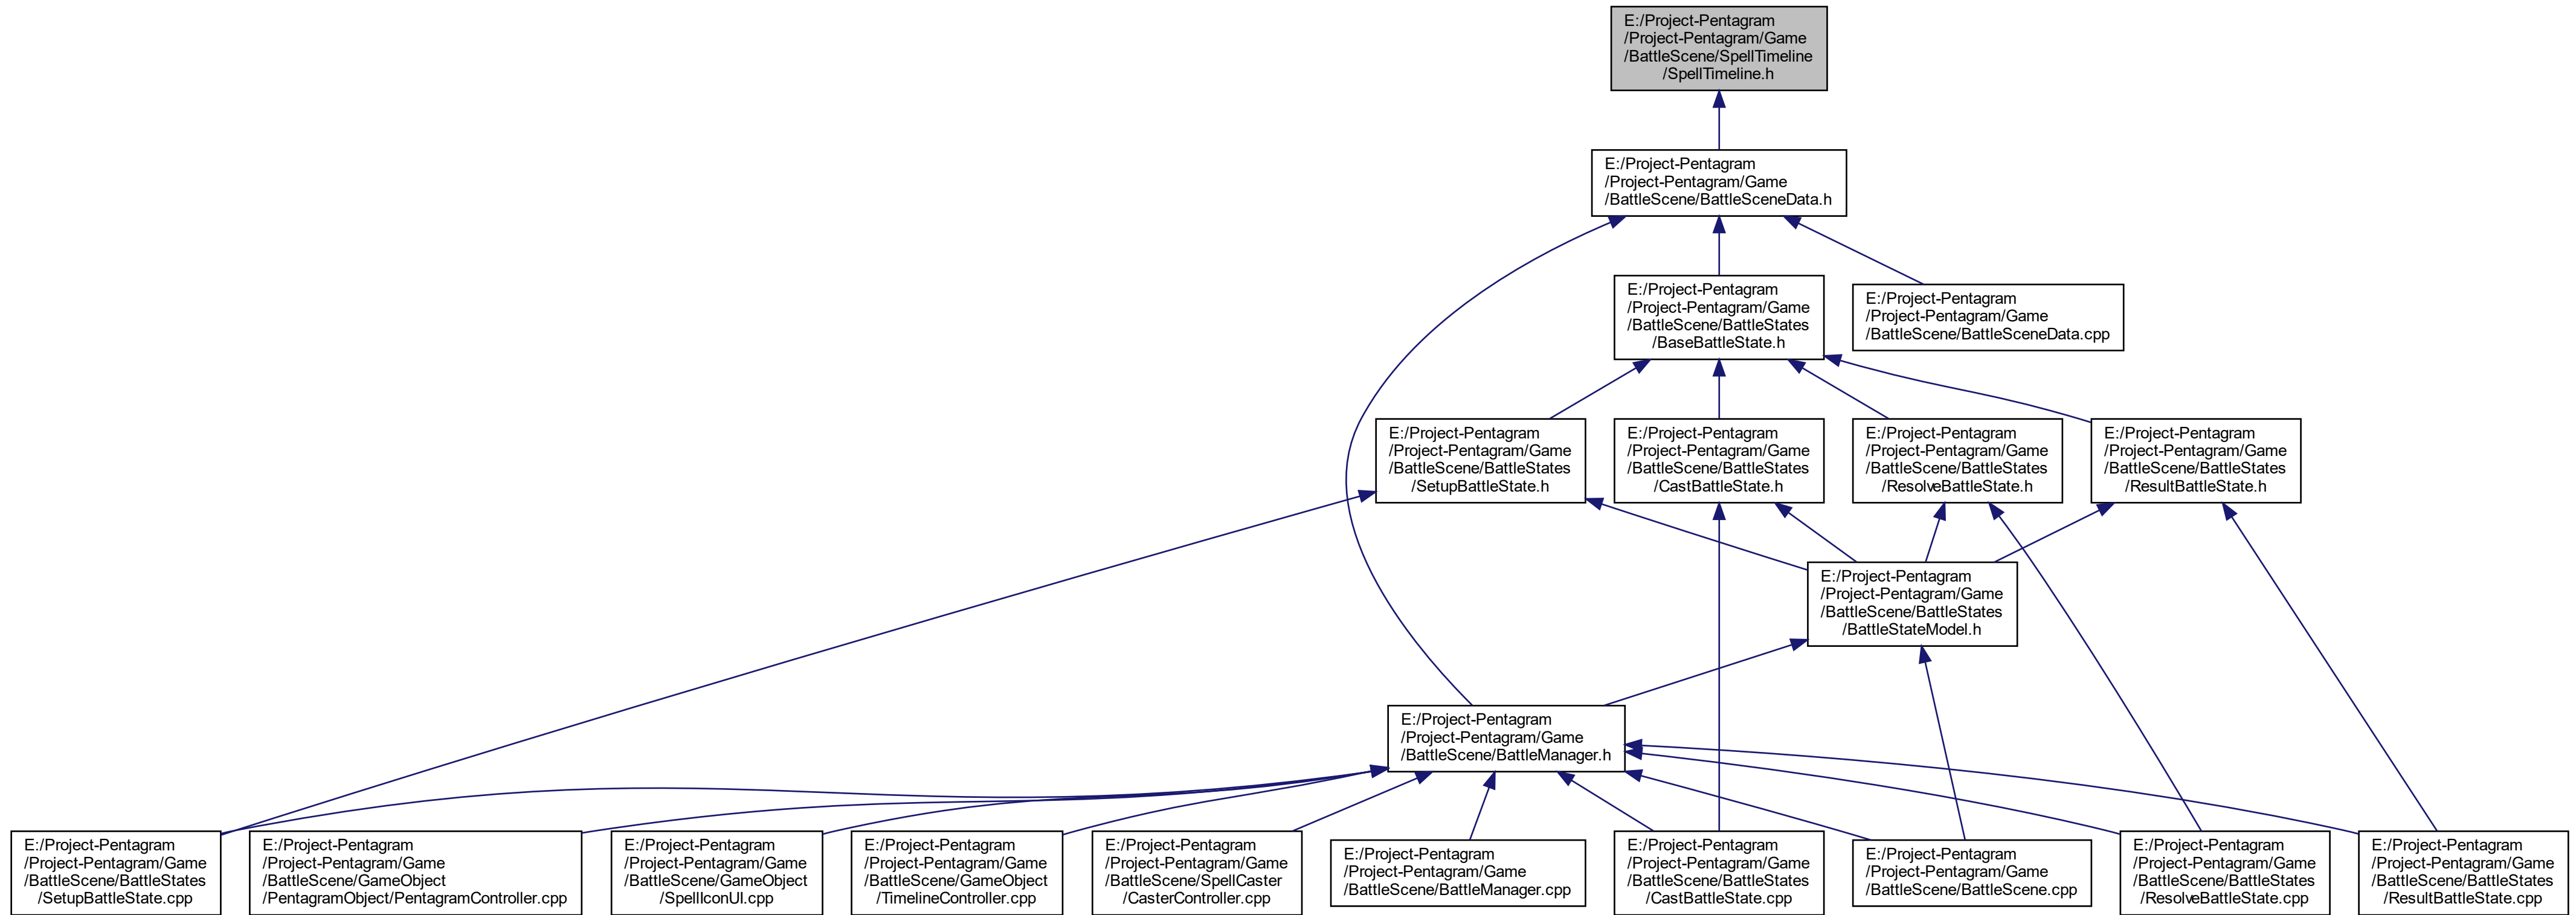 E:/Project-Pentagram
/Project-Pentagram/Game
/BattleScene/SpellTimeline
/SpellTimeline.h
E:/Project-Pentagram
/Project-Pentagram/Game
/BattleScene/BattleSceneData.h
E:/Project-Pentagram
/Project-Pentagram/Game
/BattleScene/BattleStates
/BaseBattleState.h
E:/Project-Pentagram
/Project-Pentagram/Game
/BattleScene/BattleSceneData.cpp
E:/Project-Pentagram
/Project-Pentagram/Game
/BattleScene/BattleStates
/SetupBattleState.h
E:/Project-Pentagram
/Project-Pentagram/Game
/BattleScene/BattleStates
/CastBattleState.h
E:/Project-Pentagram
/Project-Pentagram/Game
/BattleScene/BattleStates
/ResolveBattleState.h
E:/Project-Pentagram
/Project-Pentagram/Game
/BattleScene/BattleStates
/ResultBattleState.h
E:/Project-Pentagram
/Project-Pentagram/Game
/BattleScene/BattleStates
/BattleStateModel.h
E:/Project-Pentagram
/Project-Pentagram/Game
/BattleScene/BattleManager.h
E:/Project-Pentagram
/Project-Pentagram/Game
/BattleScene/BattleStates
/SetupBattleState.cpp
E:/Project-Pentagram
/Project-Pentagram/Game
/BattleScene/GameObject
/PentagramObject/PentagramController.cpp
E:/Project-Pentagram
/Project-Pentagram/Game
/BattleScene/GameObject
/SpellIconUI.cpp
E:/Project-Pentagram
/Project-Pentagram/Game
/BattleScene/GameObject
/TimelineController.cpp
E:/Project-Pentagram
/Project-Pentagram/Game
/BattleScene/SpellCaster
/CasterController.cpp
E:/Project-Pentagram
/Project-Pentagram/Game
/BattleScene/BattleManager.cpp
E:/Project-Pentagram
/Project-Pentagram/Game
/BattleScene/BattleStates
/CastBattleState.cpp
E:/Project-Pentagram
/Project-Pentagram/Game
/BattleScene/BattleScene.cpp
E:/Project-Pentagram
/Project-Pentagram/Game
/BattleScene/BattleStates
/ResolveBattleState.cpp
E:/Project-Pentagram
/Project-Pentagram/Game
/BattleScene/BattleStates
/ResultBattleState.cpp